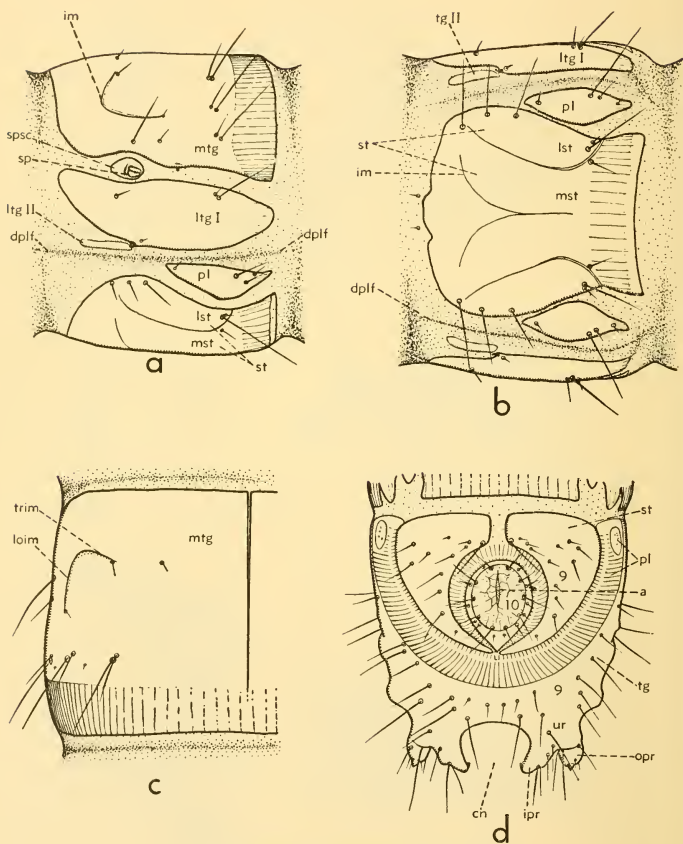 im
spsc
sp
ltg II
dplf
mtg
ltg I
dplf
pl
lst
mst
st
a
tg II
ltg I
pl
st
lst
im
mst
dplf
b
trim
loim
mtg
c
st
pl
9
a
10
9
tg
ur
opr
cn
ipr
d